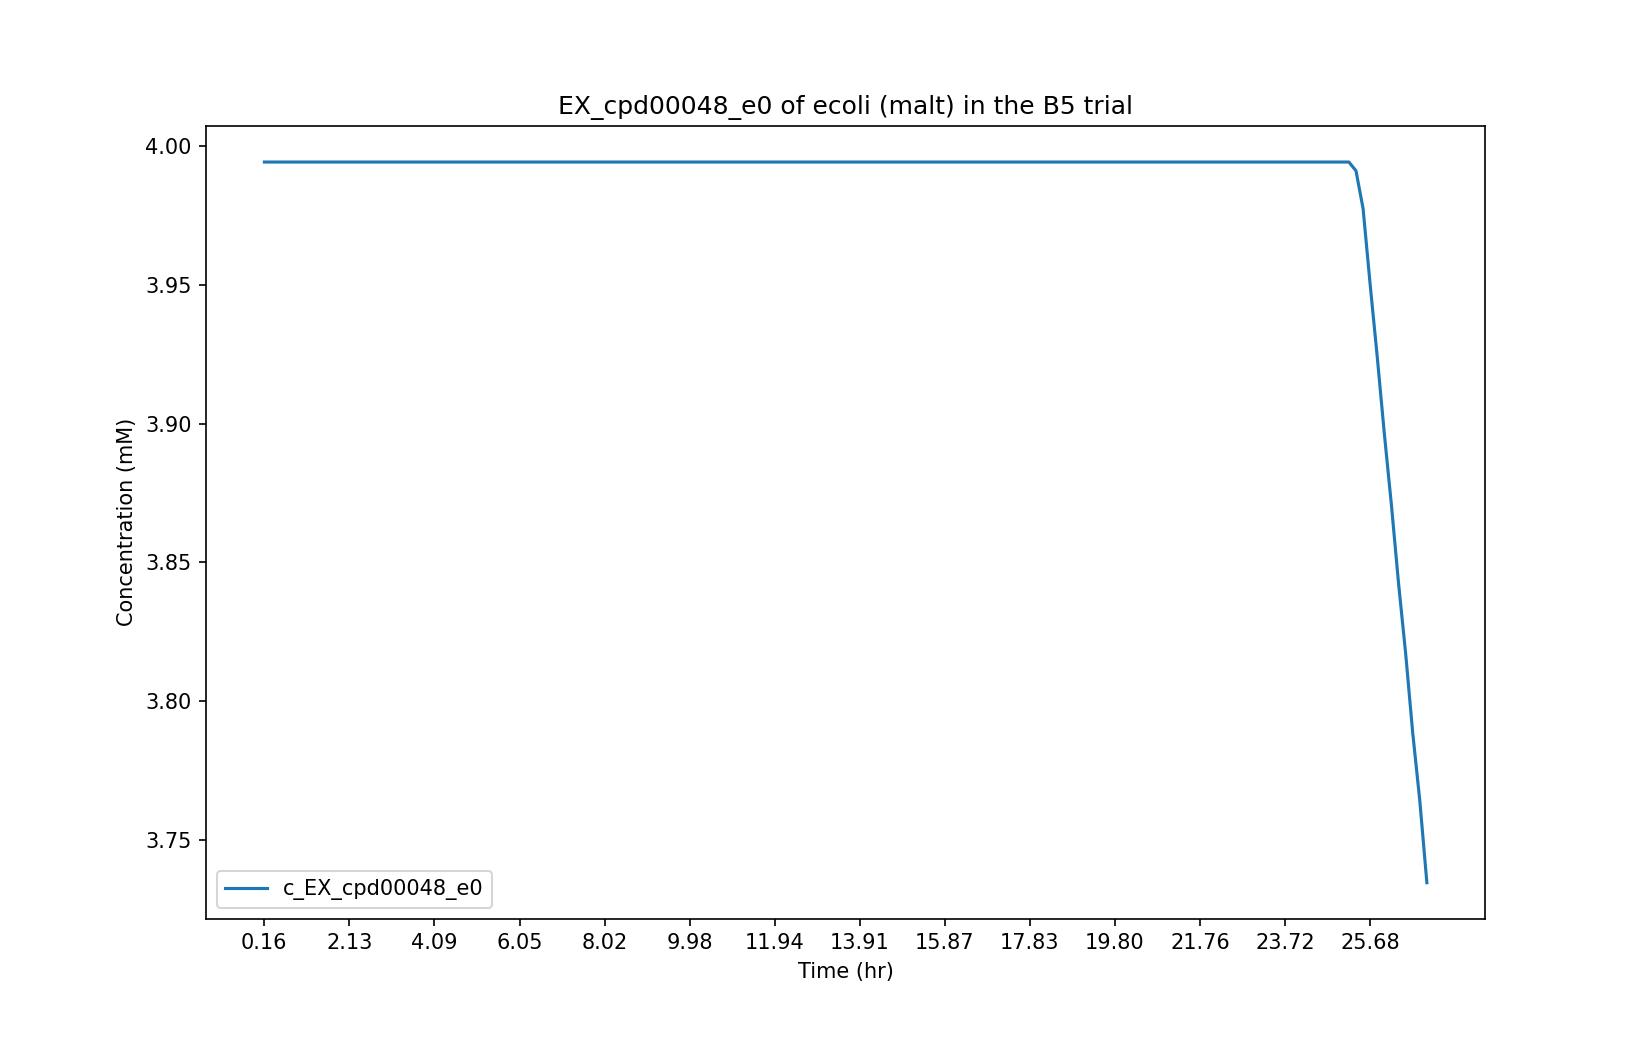 EX_cpd00048_e0 of ecoli (malt) in the B5 trial
4.00
3.95
3.90
3.85
3.80
3.75
Concentration (mM)
c_EX_cpd00048_e0
0.16 2.13 4.09 6.05 8.02 9.98 11.94 13.91 15.87 17.83 19.80 21.76 23.72 25.68
Time (hr)